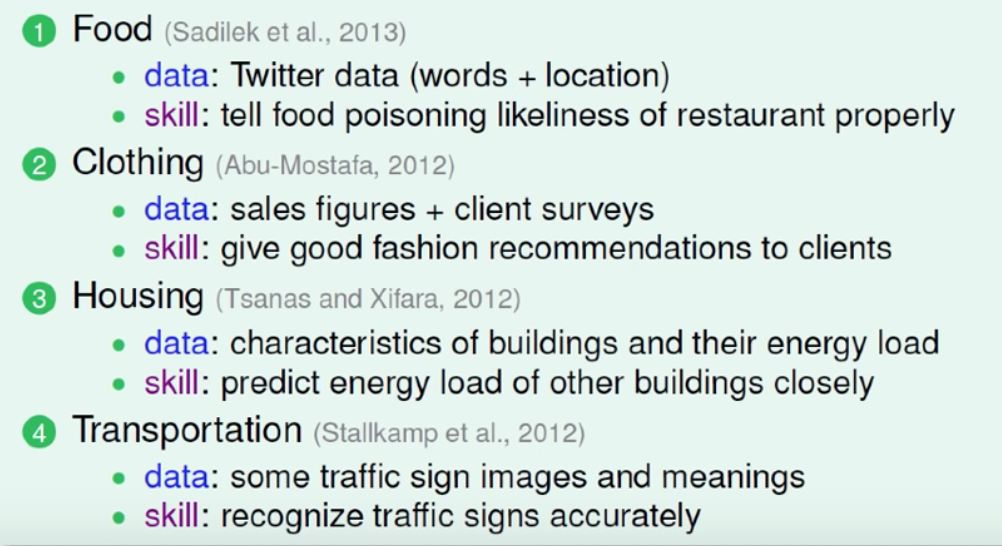 1 Food (Sadilek et al., 2013)
• data: Twitter data (words + location)
• skill: tell food poisoning likeliness of restaurant properly
2 Clothing (Abu-Mostafa, 2012)
• data: sales figures + client surveys
• skill: give good fashion recommendations to clients
3 Housing (Tsanas and Xifara, 2012)
• data: characteristics of buildings and their energy load
• skill: predict energy load of other buildings closely
4 Transportation (Stallkamp et al., 2012)
• data: some traffic sign images and meanings
• skill: recognize traffic signs accurately